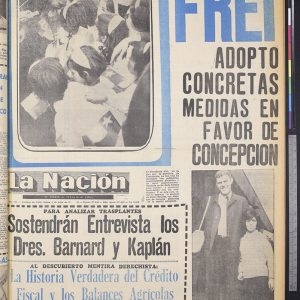 FREI
ADOPTO
CONCRETAS
MEDIDAS EN
FAVOR DE
CONCEPCION
la Nación
PARA ANALIZAR TRASPLANTES
Sostendrán Entrevista los
Dres. Barnard y Kaplán
AL DESCUBIERTO MENTIRA DERECHISTA:
La Historia Verdadera del Crédito
Fiscal y los Balances Agrícolas